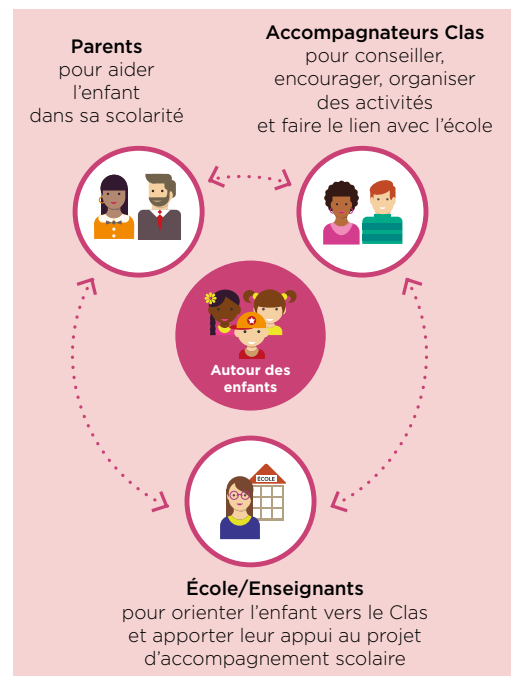 Parents
pour aider
l’enfant
dans sa scolarité
Accompagnateurs Clas
pour conseiller,
encourager, organiser
des activités
et faire le lien avec l’école
Autour des
enfants
ÉCOLE
École/Enseignants
pour orienter l’enfant vers le Clas
et apporter leur appui au projet
d’accompagnement scolaire